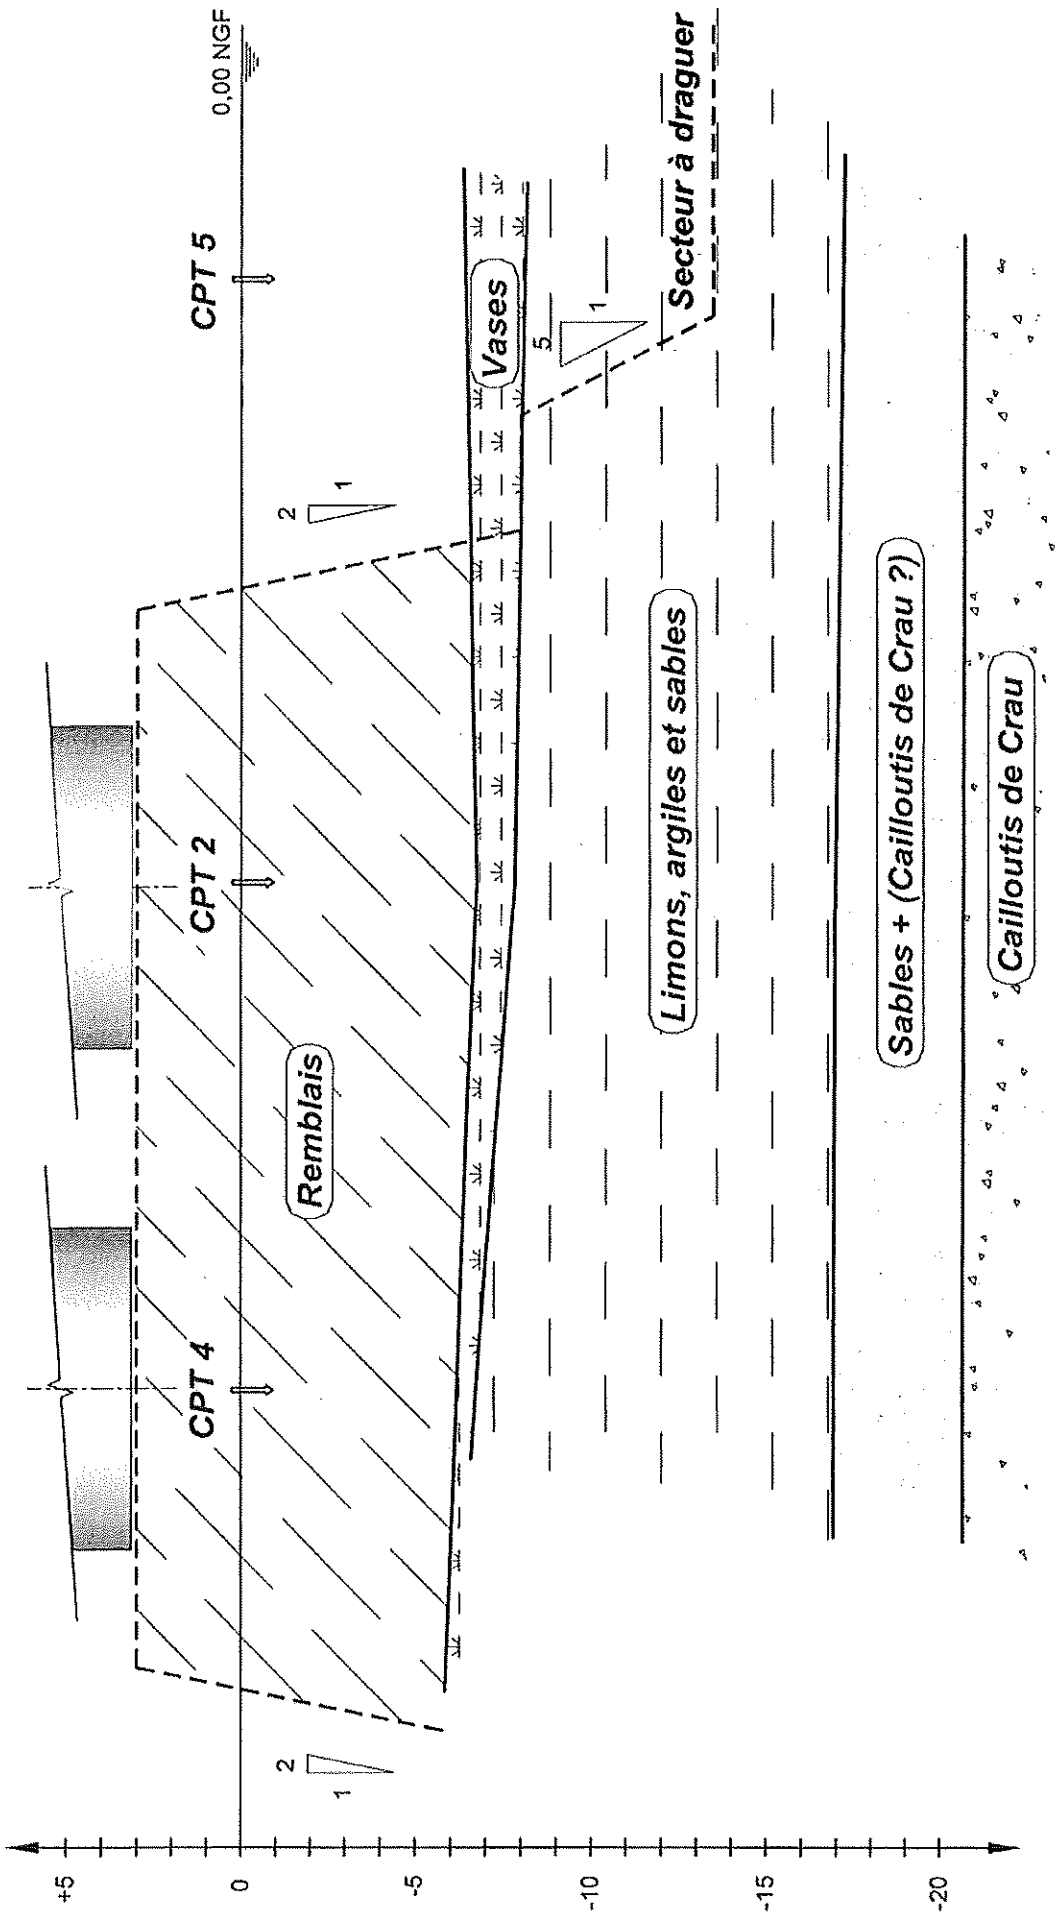 0,00 NGF
CPT 4
CPT 2
CPT 5
Remblais
2
1
2
1
Vases
5
1
Secteur à draguer
Limons, argiles et sables
Sables + (Cailloutis de Crau ?)
Cailloutis de Crau
+5
0
-5
-10
-15
-20